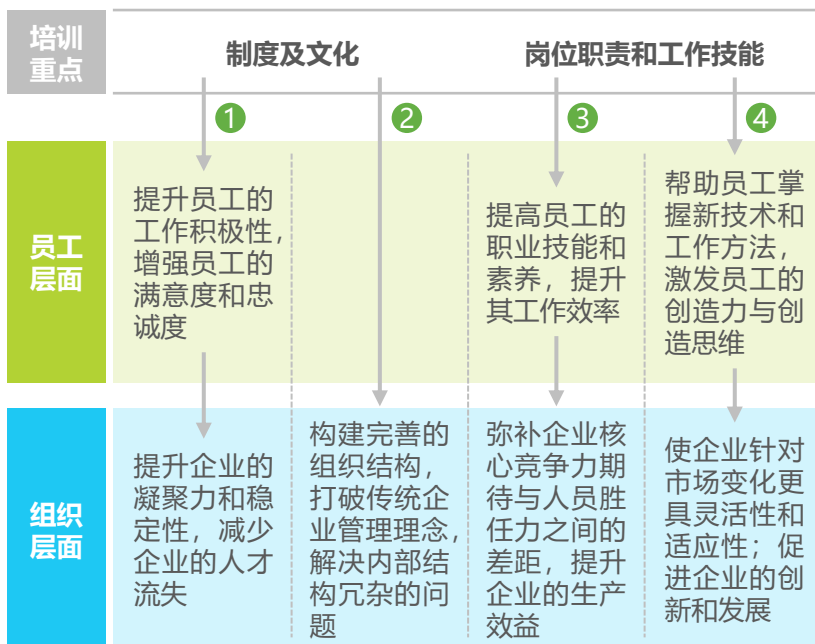 培训
重点
制度及文化
岗位职责和工作技能
1
2
3
4
员工
层面
提升员工的
工作积极性，
增强员工的
满意度和忠
诚度
提高员工的
职业技能和
素养，提升
其工作效率
帮助员工掌
握新技术和
工作方法，
激发员工的
创造力与创
造思维
组织
层面
提升企业的
凝聚力和稳
定性，减少
企业的人才
流失
构建完善的
组织结构，
打破传统企
业管理理念，
解决内部结
构冗杂的问
题
弥补企业核
心竞争力期
待与人员胜
任力之间的
差距，提升
企业的生产
效益
使企业针对
市场变化更
具灵活性和
适应性；促
进企业的创
新和发展